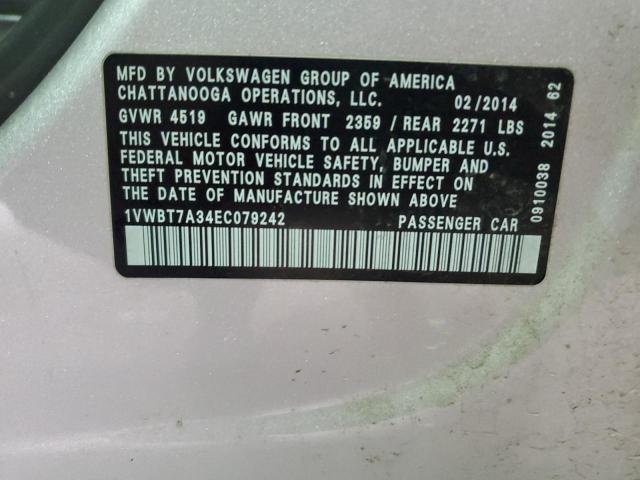 MFD BY VOLKSWAGEN GROUP OF AMERICA
CHATTANOOGA OPERATIONS, LLC. 02/2014
GVWR 4519 GAWR FRONT 2359 / REAR 2271 LBS
THIS VEHICLE CONFORMS TO ALL APPLICABLE U.S.
FEDERAL MOTOR VEHICLE SAFETY, BUMPER AND
THEFT PREVENTION STANDARDS IN EFFECT ON
THE DATE OF MANUFACTURE SHOWN ABOVE
1VWBT7A34EC079242 PASSENGER CAR
0910038 2014 62